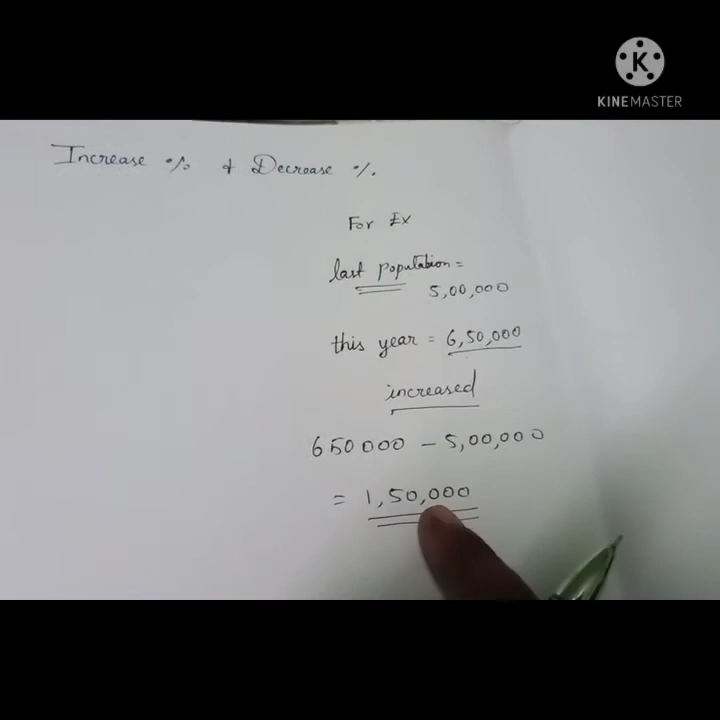 KINEMASTER
Increase % & Decrease %.
For Ex
last population =
5,00,000
this year = 6,50,000
increased
650000 - 5,00,000
= 1,50,000